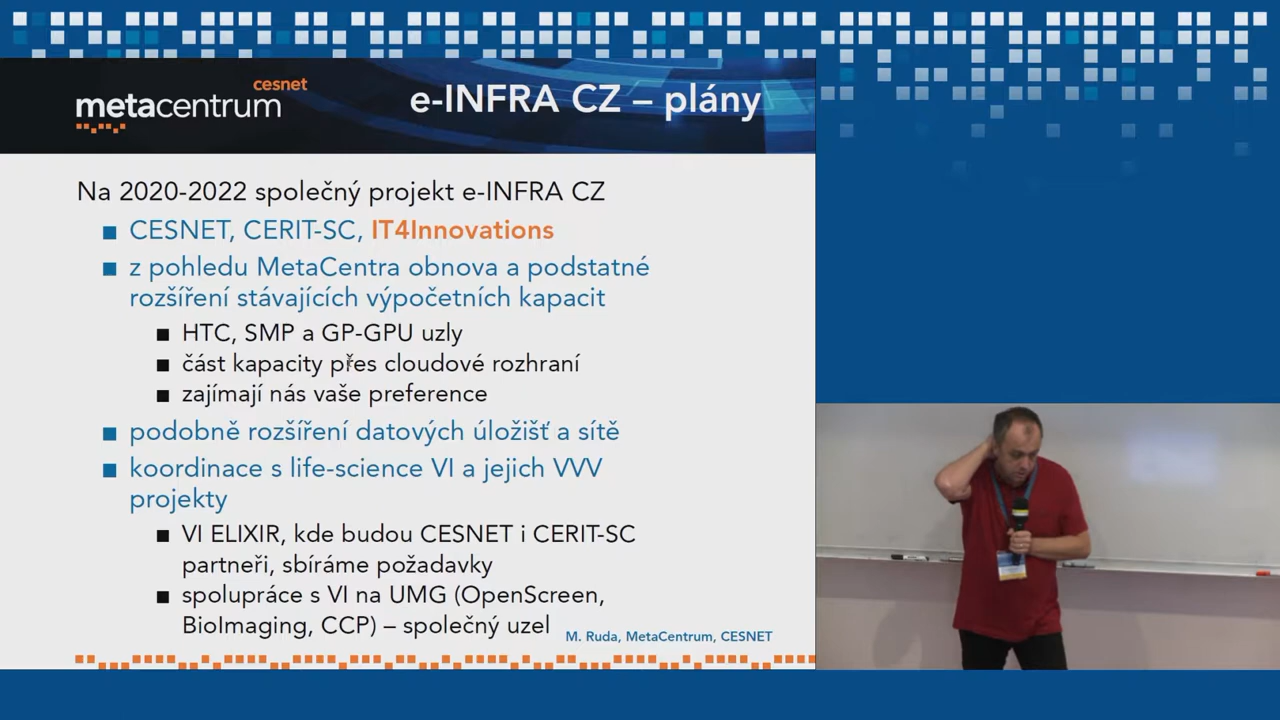 cesnet
metacentrum
e-INFRA CZ – plány
Na 2020-2022 společný projekt e-INFRA CZ
CESNET, CERIT-SC, IT4Innovations
z pohledu MetaCentra obnova a podstatné
rozšíření stávajících výpočetních kapacit
HTC, SMP a GP-GPU uzly
část kapacity přes cloudové rozhraní
zajímají nás vaše preference
podobně rozšíření datových úložišť a sítě
koordinace s life-science VI a jejich VVV
projekty
VI ELIXIR, kde budou CESNET i CERIT-SC
partneři, sbíráme požadavky
spolupráce s VI na UMG (OpenScreen,
BioImaging, CCP) – společný uzel
M. Ruda, MetaCentrum, CESNET